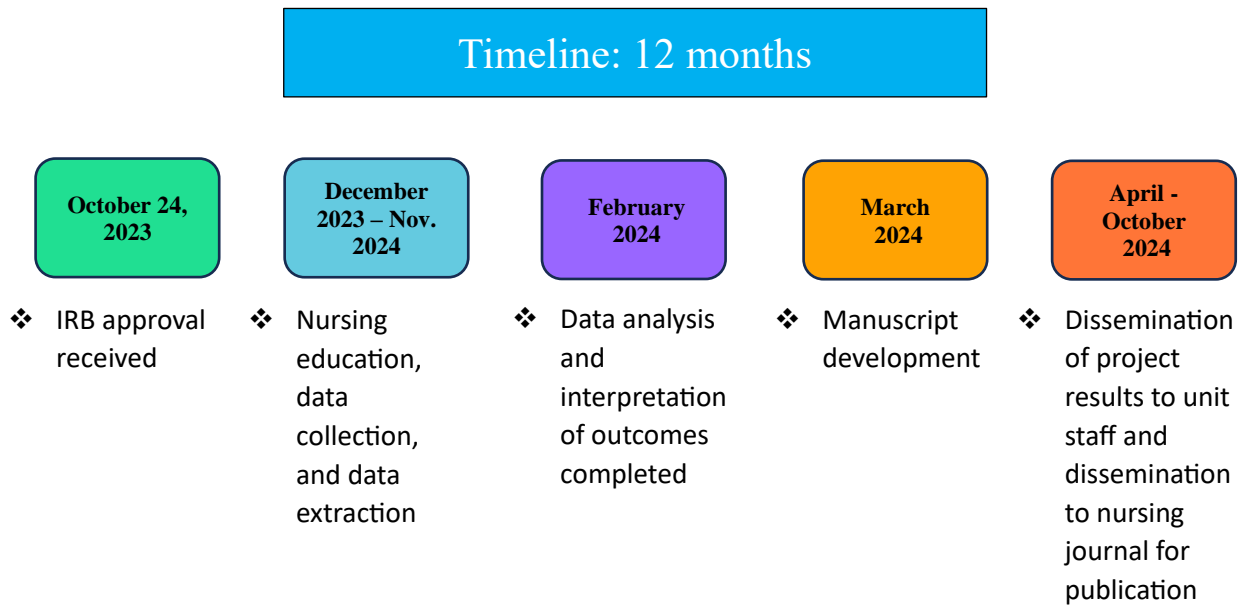 Timeline: 12 months
October 24,
2023
December
2023 – Nov.
2024
February
2024
March
2024
April -
October
2024
❖ IRB approval
received
❖ Nursing
education,
data
collection,
and data
extraction
❖ Data analysis
and
interpretation
of outcomes
completed
❖ Manuscript
development
❖ Dissemination
of project
results to unit
staff and
dissemination
to nursing
journal for
publication